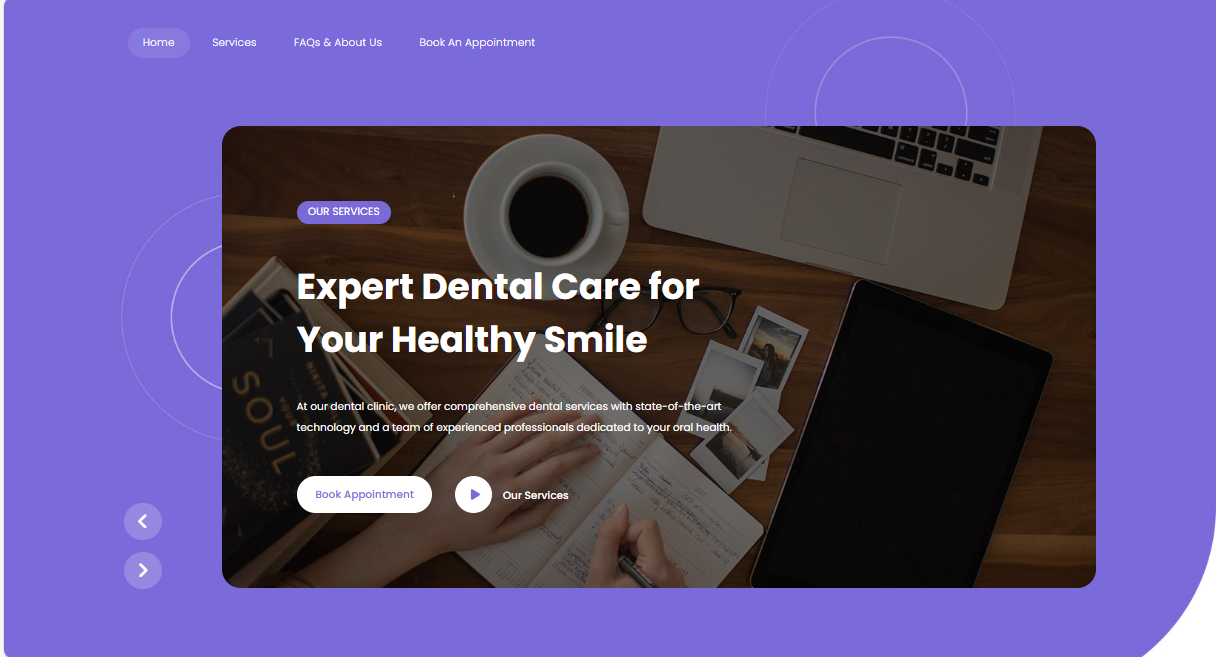 Home Services FAQs & About Us Book An Appointment
OUR SERVICES
Expert Dental Care for
Your Healthy Smile
At our dental clinic, we offer comprehensive dental services with state-of-the-art
technology and a team of experienced professionals dedicated to your oral health.
Book Appointment Our Services
NIKITA
YOUR
SOUL